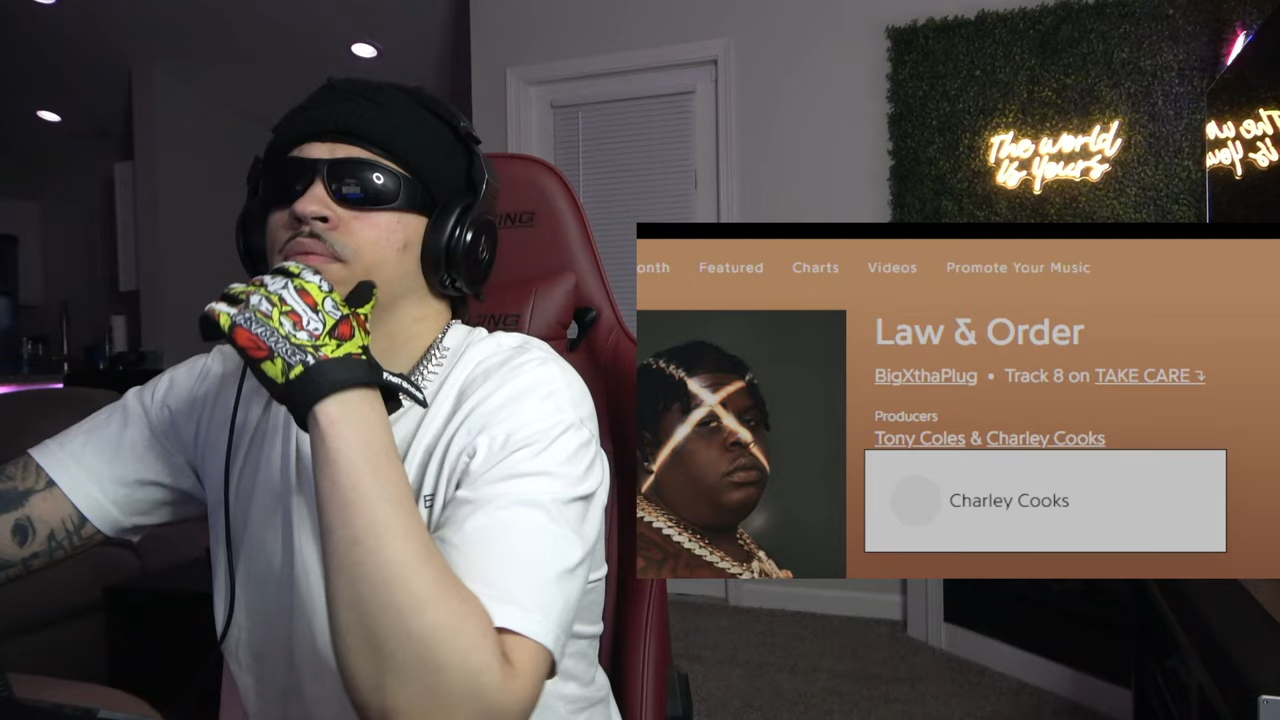 The world
Is Yours
onth Featured Charts Videos Promote Your Music
Law & Order
BigXthaPlug • Track 8 on TAKE CARE
Producers
Tony Coles & Charley Cooks
Charley Cooks